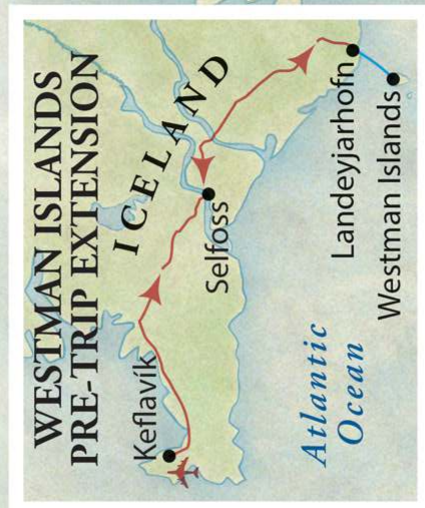 WESTMAN ISLANDS
PRE-TRIP EXTENSION
ICELAND
Keflavík
Selfoss
Landeyjarhofn
Westman Islands
Atlantic
Ocean